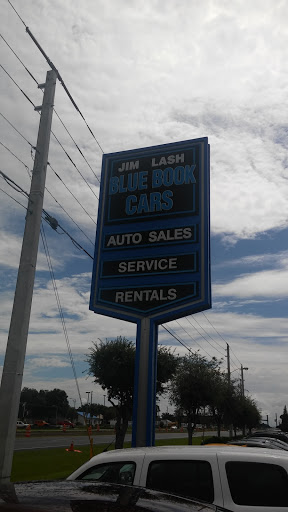 JIM LASH
BLUE BOOK
CARS
AUTO SALES
SERVICE
RENTALS